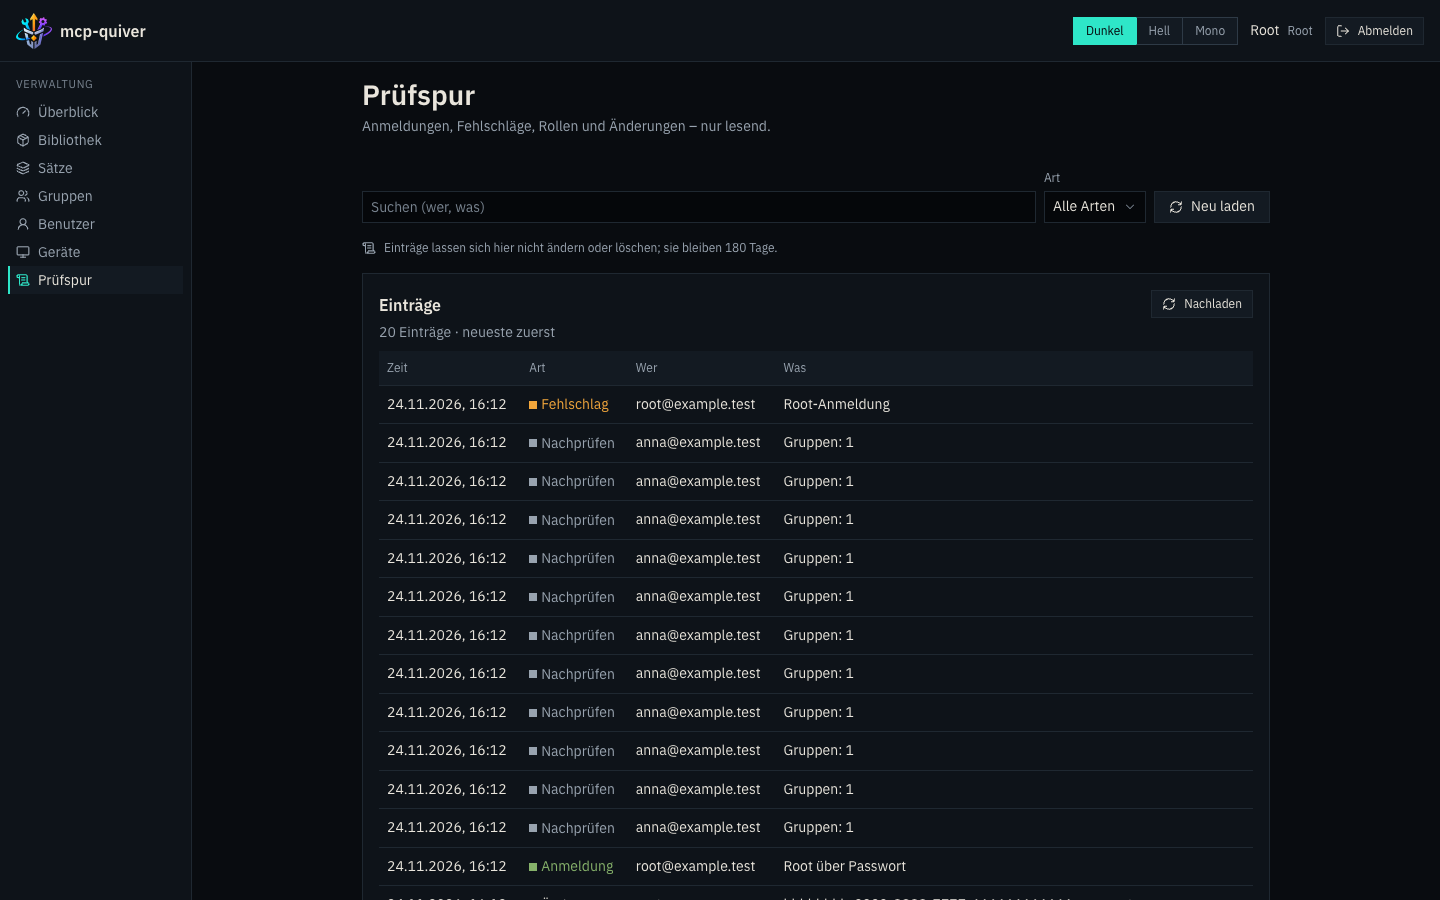 mcp-quiver
Dunkel Hell Mono Root Root Abmelden
VERWALTUNG
Überblick
Bibliothek
Sätze
Gruppen
Benutzer
Geräte
Prüfspur
Prüfspur
Anmeldungen, Fehlschläge, Rollen und Änderungen – nur lesend.
Art
Suchen (wer, was) Alle Arten Neu laden
Einträge lassen sich hier nicht ändern oder löschen; sie bleiben 180 Tage.
Einträge Nachladen
20 Einträge · neueste zuerst
Zeit Art Wer Was
24.11.2026, 16:12 Fehlschlag root@example.test Root-Anmeldung
24.11.2026, 16:12 Nachprüfen anna@example.test Gruppen: 1
24.11.2026, 16:12 Nachprüfen anna@example.test Gruppen: 1
24.11.2026, 16:12 Nachprüfen anna@example.test Gruppen: 1
24.11.2026, 16:12 Nachprüfen anna@example.test Gruppen: 1
24.11.2026, 16:12 Nachprüfen anna@example.test Gruppen: 1
24.11.2026, 16:12 Nachprüfen anna@example.test Gruppen: 1
24.11.2026, 16:12 Nachprüfen anna@example.test Gruppen: 1
24.11.2026, 16:12 Nachprüfen anna@example.test Gruppen: 1
24.11.2026, 16:12 Nachprüfen anna@example.test Gruppen: 1
24.11.2026, 16:12 Nachprüfen anna@example.test Gruppen: 1
24.11.2026, 16:12 Nachprüfen anna@example.test Gruppen: 1
24.11.2026, 16:12 Anmeldung root@example.test Root über Passwort